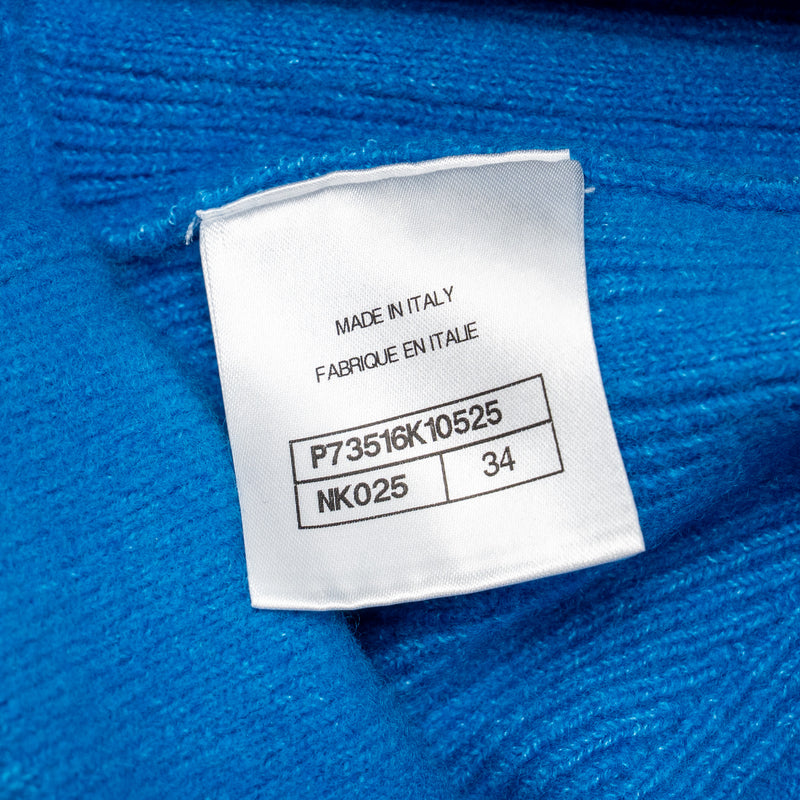 MADE IN ITALY
FABRIQUE EN ITALIE
P73516K10525
NK025 34